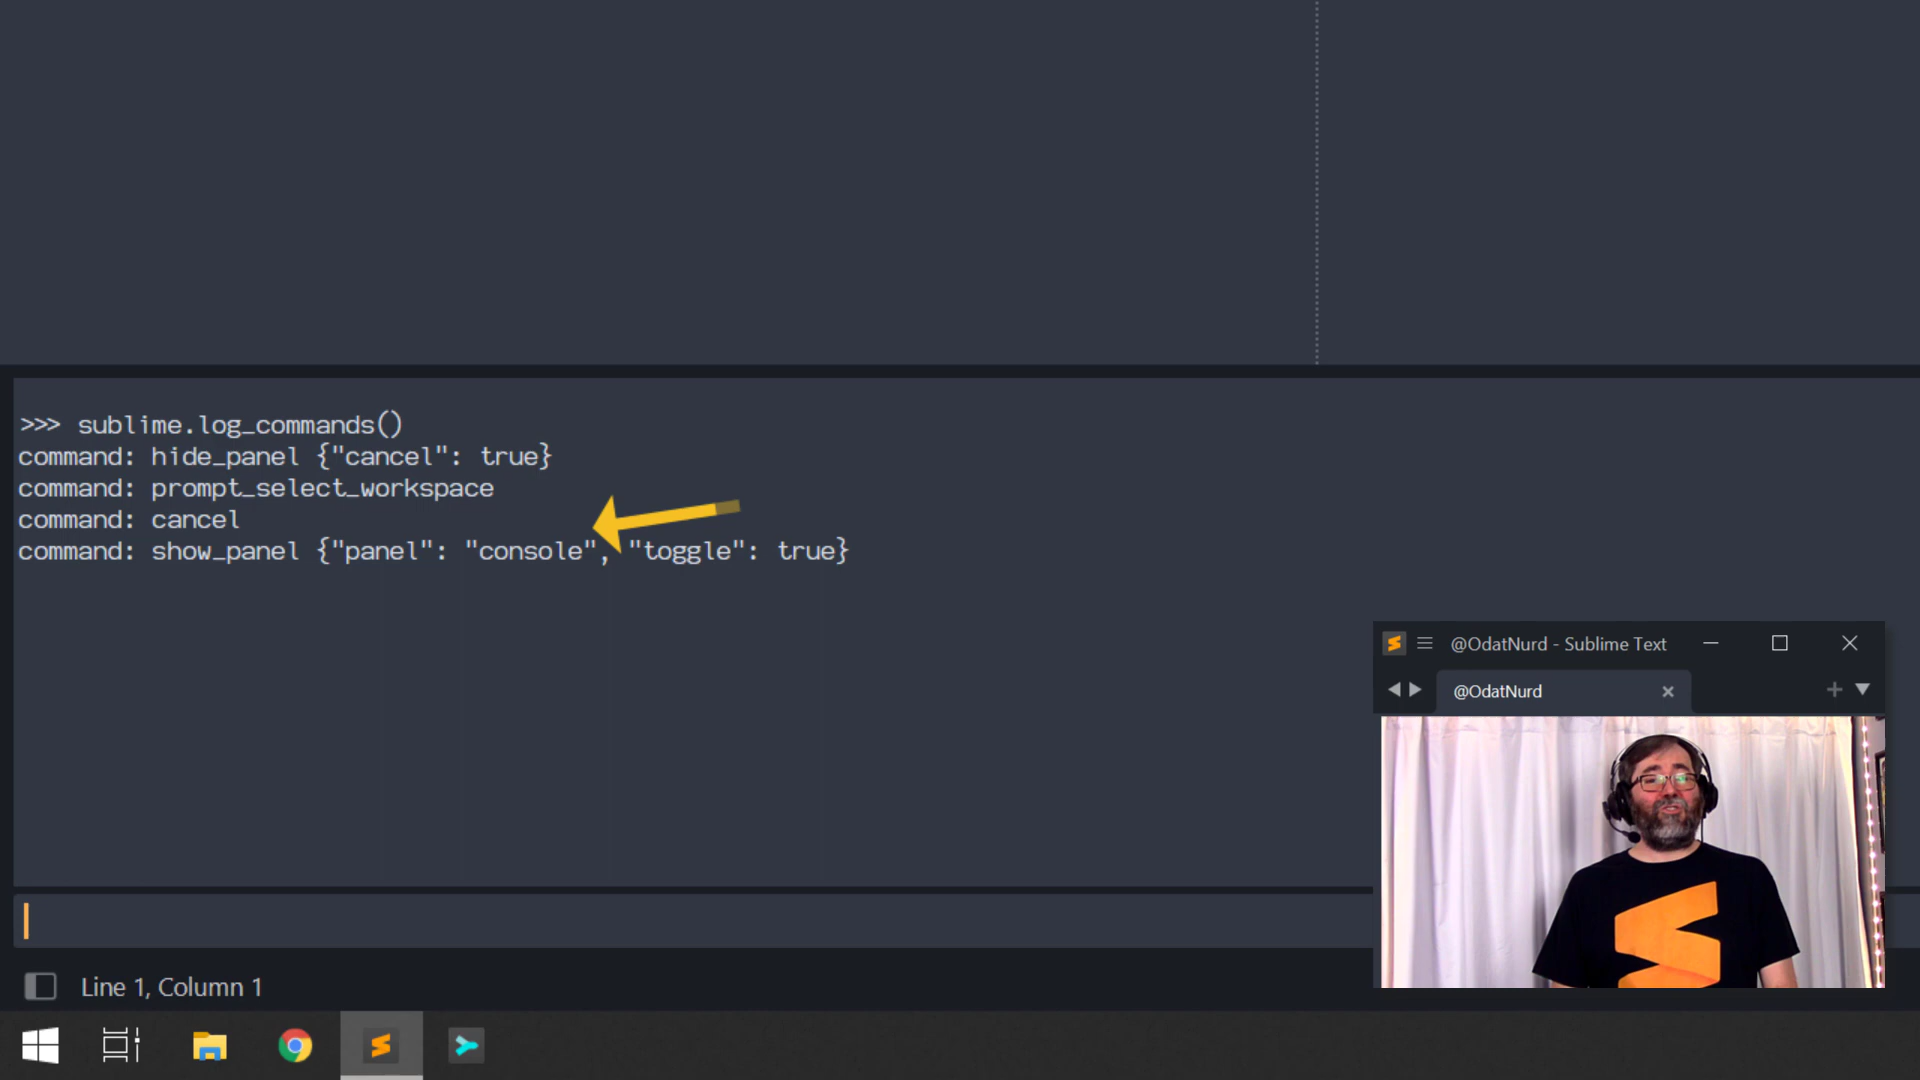 >>> sublime.log_commands()
command: hide_panel {"cancel": true}
command: prompt_select_workspace
command: cancel
command: show_panel {"panel": "console", "toggle": true}
@OdatNurd - Sublime Text
@OdatNurd
Line 1, Column 1